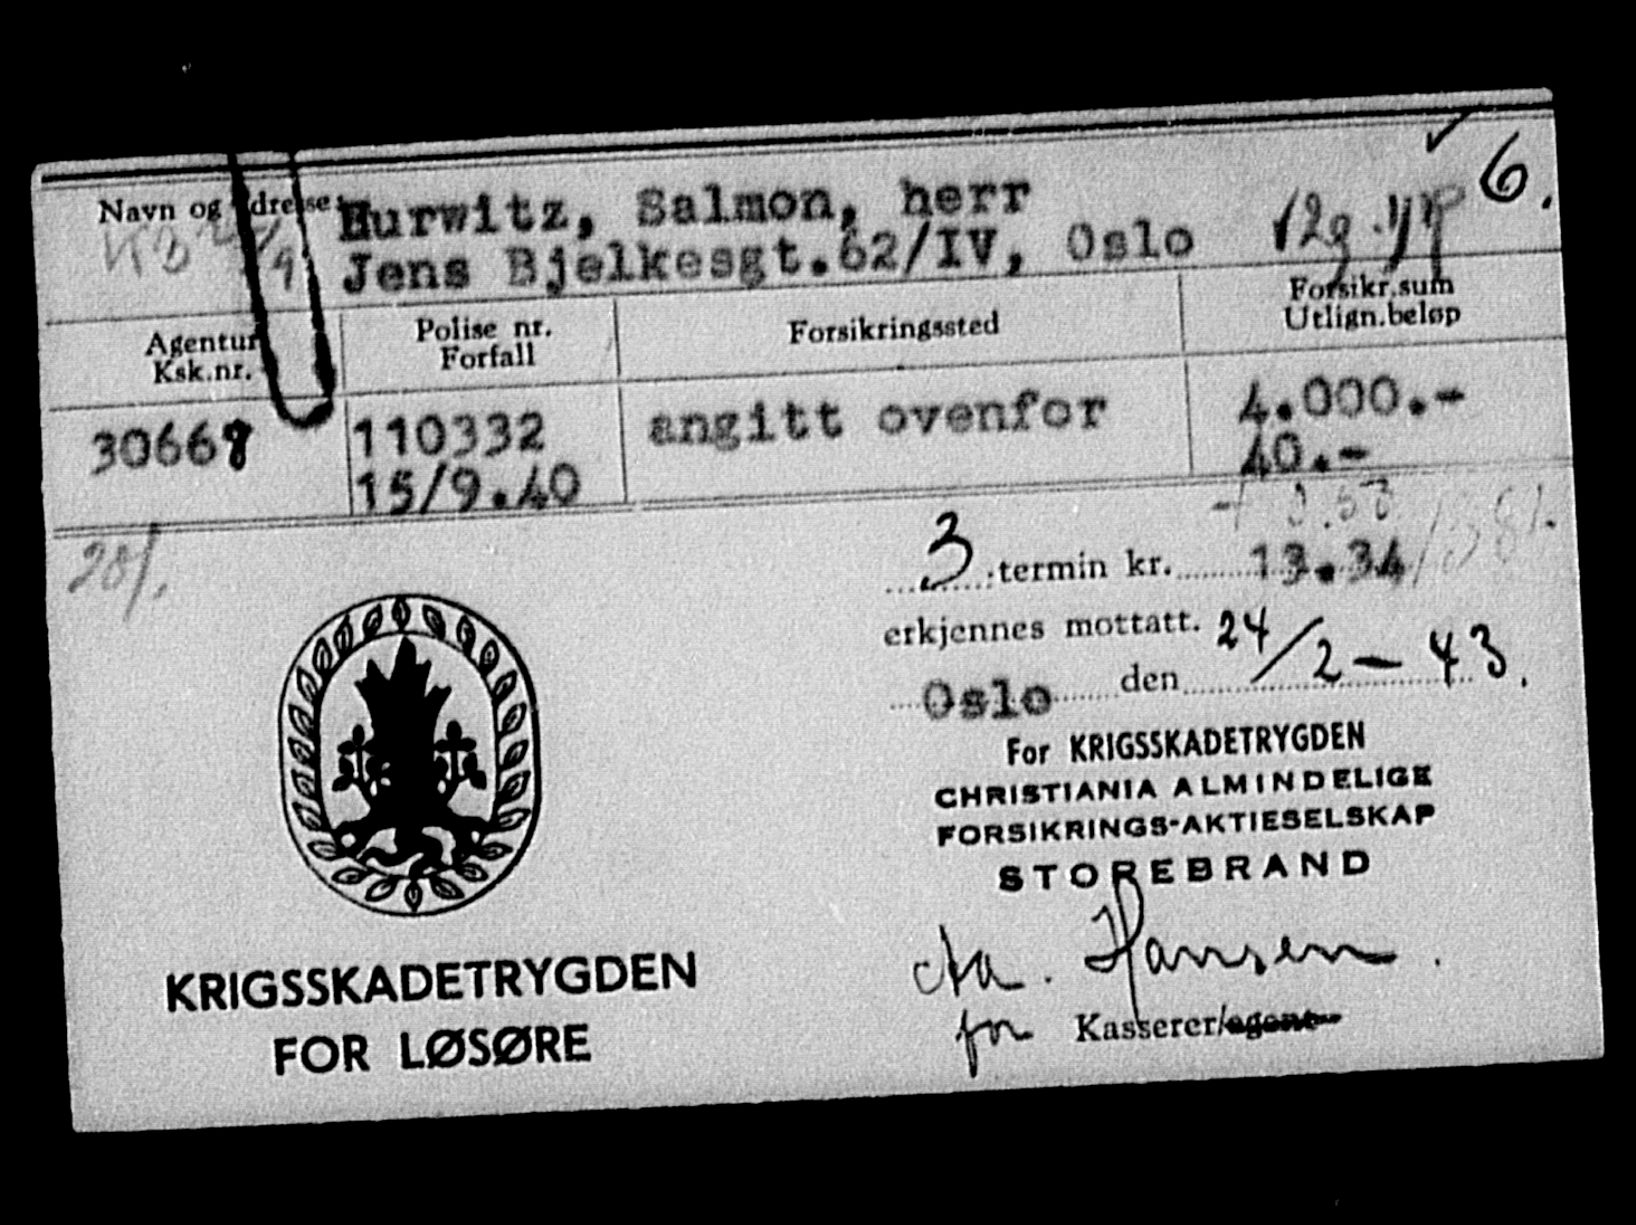 6.
Navn og adresse: Hurwitz, Salmon, herr
Jens Bjelkesgt.62/IV, Oslo
Agentur
Ksk.nr.
Polise nr.
Forfall
Forsikringssted
Forsikr.sum
Utlign.beløp
30668
110332
15/9.40
angitt ovenfor
4.000.-
40.-
3 termin kr. 13.34
erkjennes mottatt. 24/2-43.
Oslo den
For KRIGSSKADETRYGDEN
CHRISTIANIA ALMINDELIGE
FORSIKRINGS-AKTIESELSKAP
STOREBRAND
Aa. Hansen.
for Kasserer/agent
KRIGSSKADETRYGDEN
FOR LØSØRE